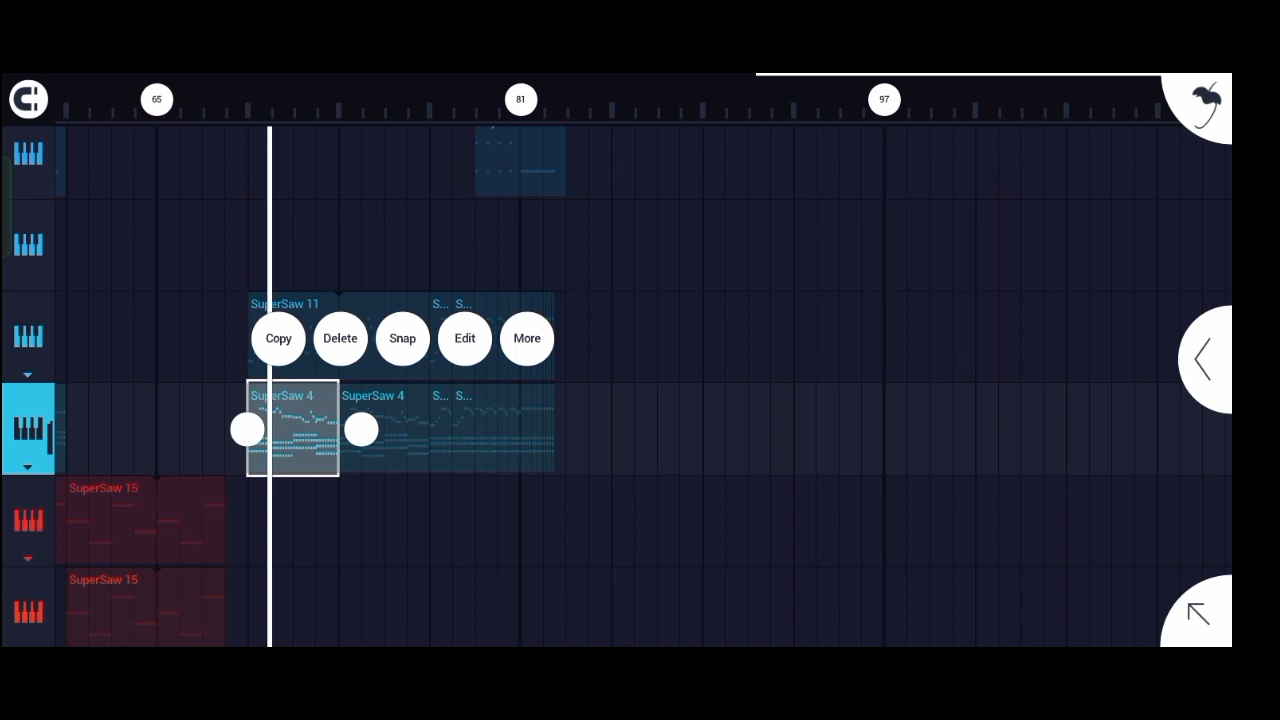 65 81 97
SuperSaw 11 S... S...
Copy Delete Snap Edit More
SuperSaw 4 SuperSaw 4 S... S...
SuperSaw 15
SuperSaw 15